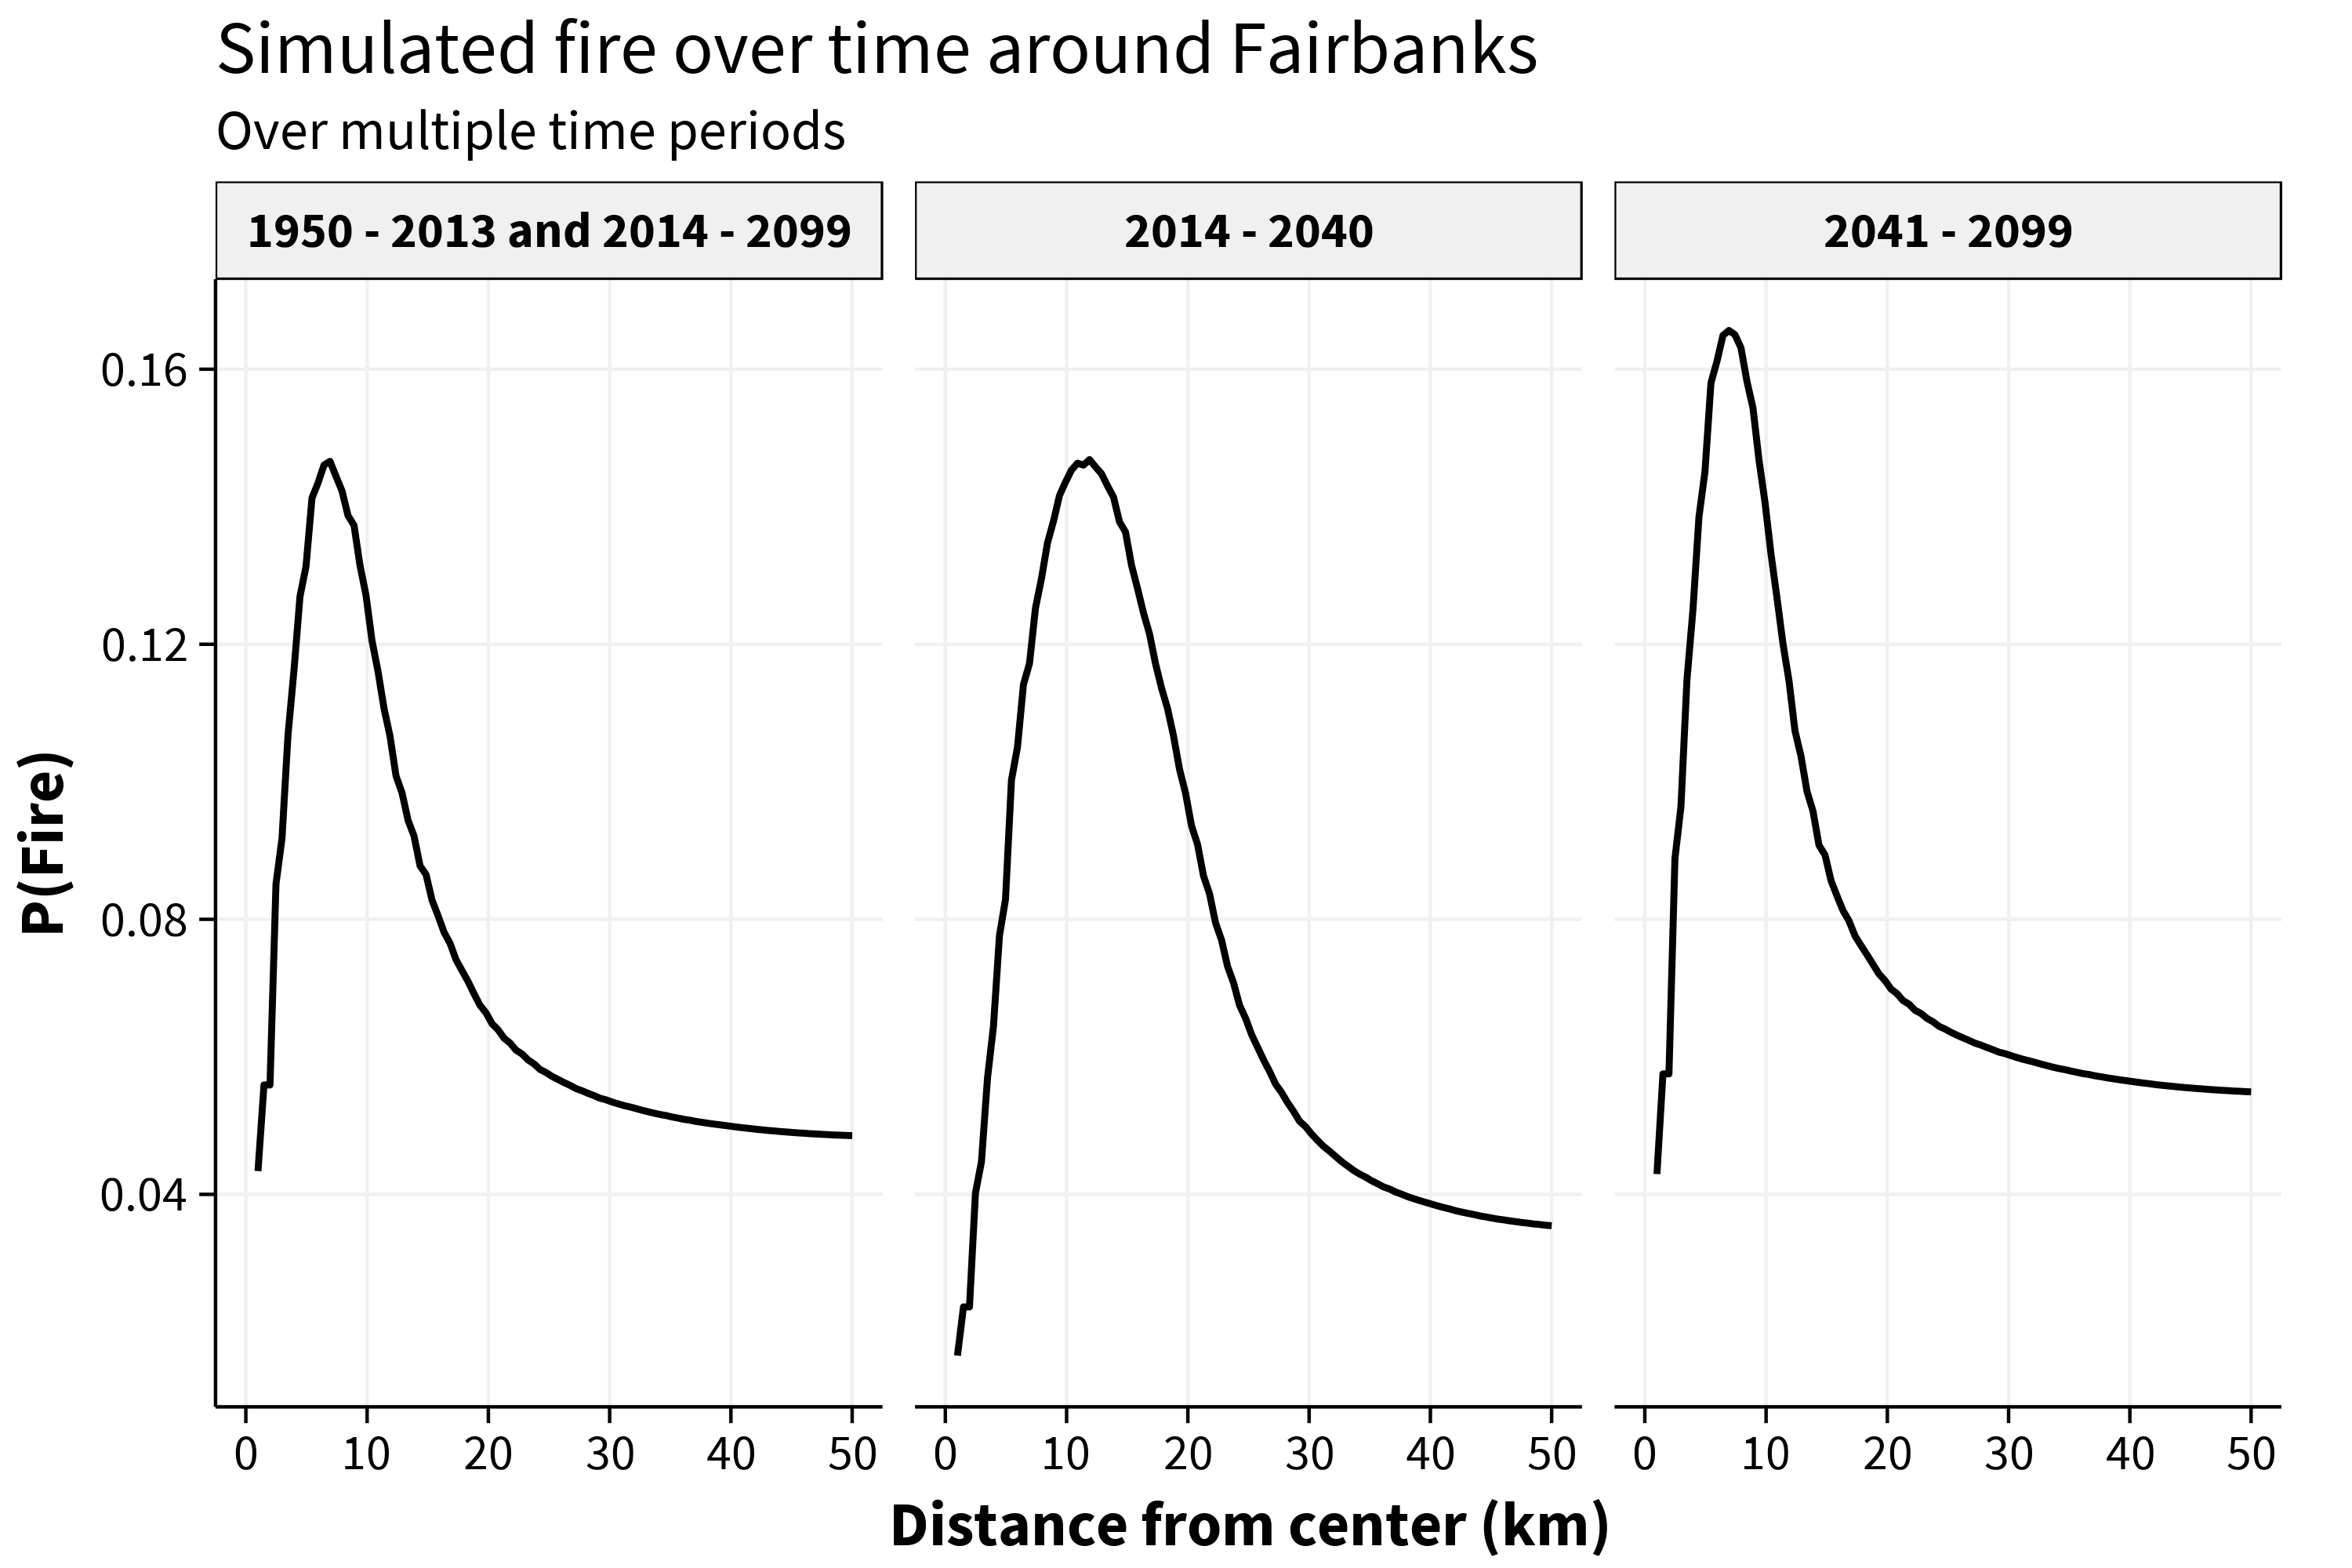 Simulated fire over time around Fairbanks
Over multiple time periods
1950 - 2013 and 2014 - 2099
2014 - 2040
2041 - 2099
P(Fire)
0.16
0.12
0.08
0.04
0 10 20 30 40 50
0 10 20 30 40 50
0 10 20 30 40 50
Distance from center (km)